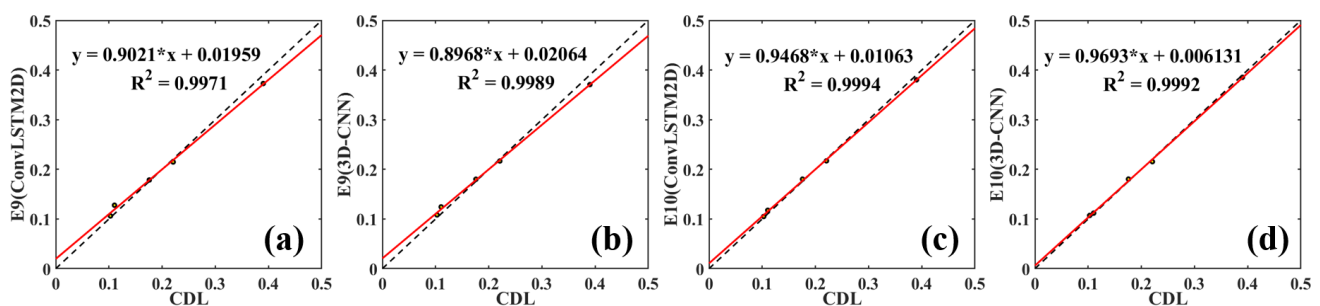 0.5
0.4
0.3
0.2
0.1
0
E9(ConvLSTM2D)
y = 0.9021*x + 0.01959
R² = 0.9971
(a)
0 0.1 0.2 0.3 0.4 0.5
CDL
0.5
0.4
0.3
0.2
0.1
0
E9(3D-CNN)
y = 0.8968*x + 0.02064
R² = 0.9989
(b)
0 0.1 0.2 0.3 0.4 0.5
CDL
0.5
0.4
0.3
0.2
0.1
0
E10(ConvLSTM2D)
y = 0.9468*x + 0.01063
R² = 0.9994
(c)
0 0.1 0.2 0.3 0.4 0.5
CDL
0.5
0.4
0.3
0.2
0.1
0
E10(3D-CNN)
y = 0.9693*x + 0.006131
R² = 0.9992
(d)
0 0.1 0.2 0.3 0.4 0.5
CDL